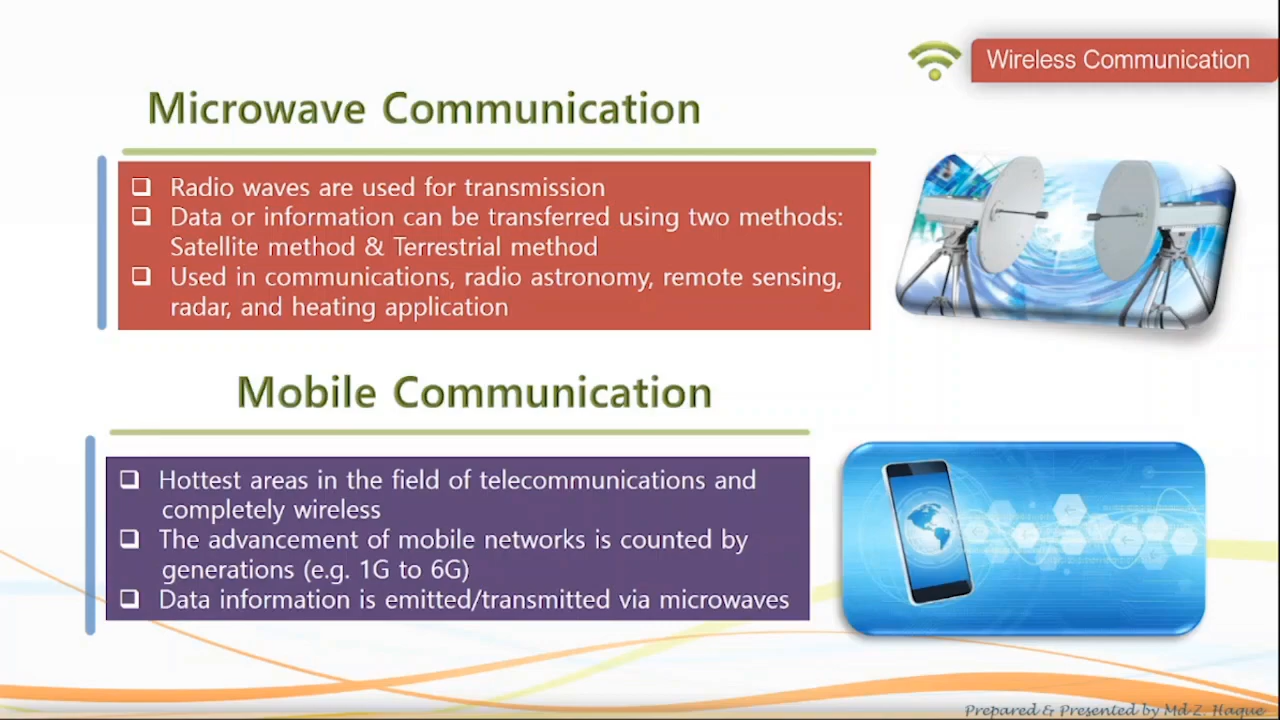 Wireless Communication
Microwave Communication
❑ Radio waves are used for transmission
❑ Data or information can be transferred using two methods:
Satellite method & Terrestrial method
❑ Used in communications, radio astronomy, remote sensing,
radar, and heating application
Mobile Communication
❑ Hottest areas in the field of telecommunications and
completely wireless
❑ The advancement of mobile networks is counted by
generations (e.g. 1G to 6G)
❑ Data information is emitted/transmitted via microwaves
Prepared & Presented by Md Z. Haque